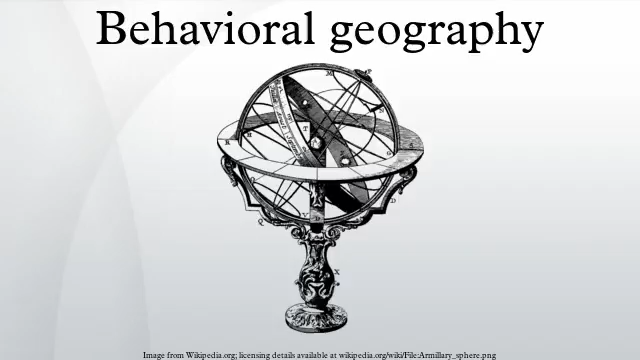 Behavioral geography
Image from Wikipedia.org; licensing details available at wikipedia.org/wiki/File:Armillary_sphere.png